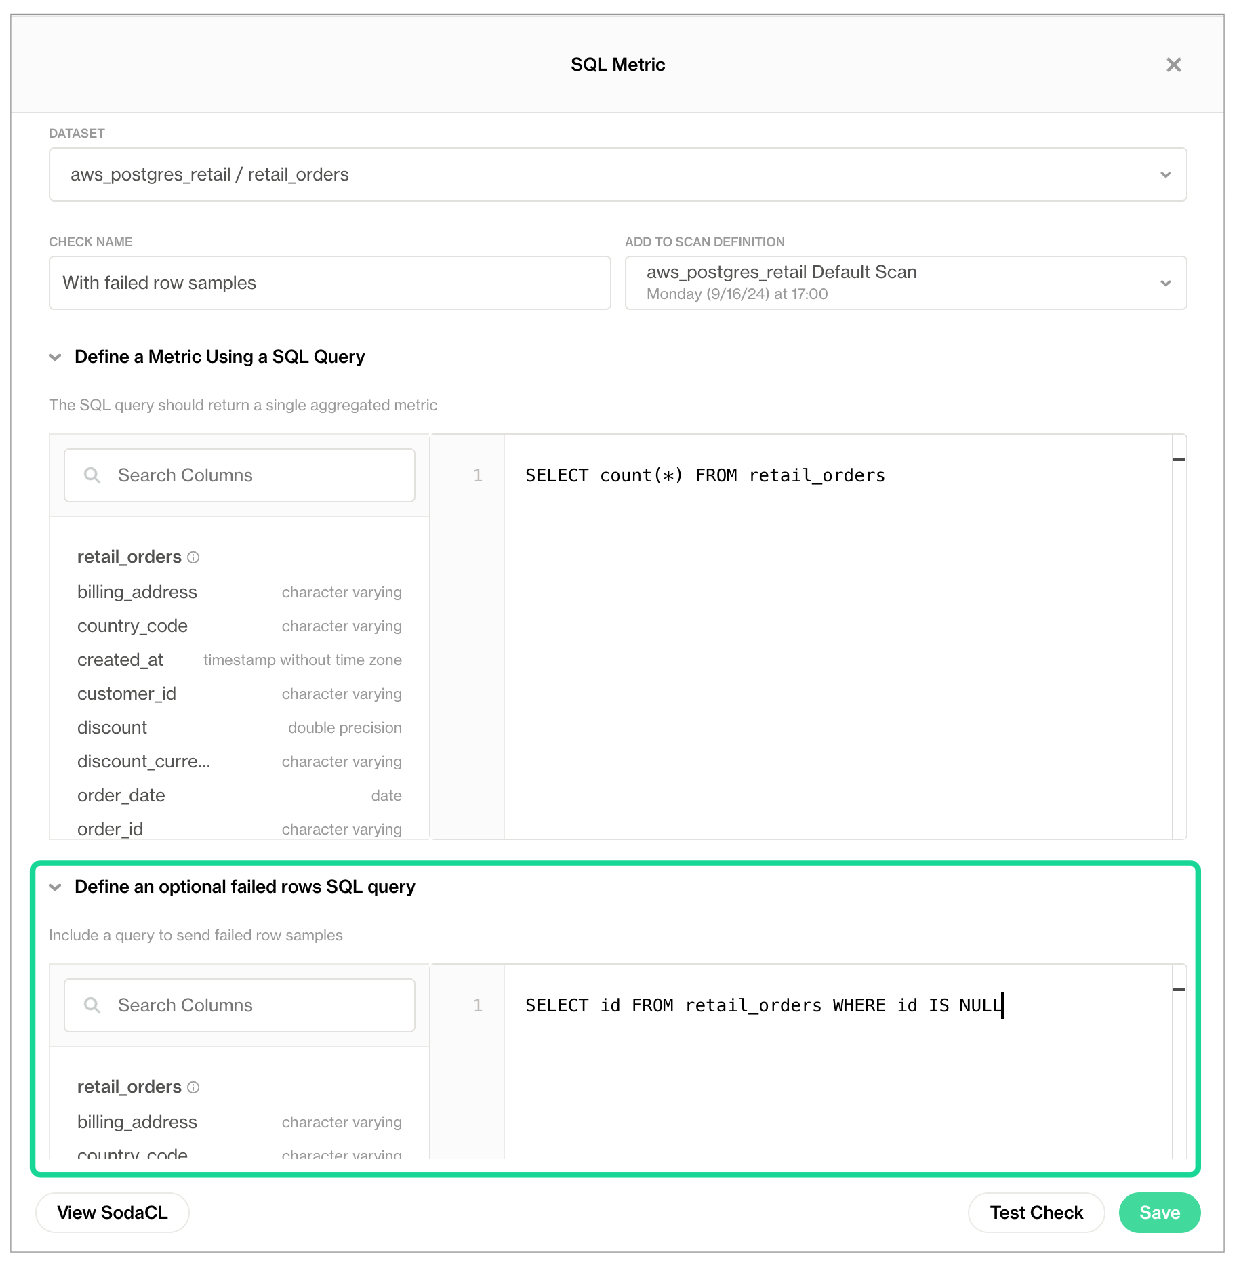 SQL Metric
DATASET
aws_postgres_retail / retail_orders
CHECK NAME
ADD TO SCAN DEFINITION
With failed row samples
aws_postgres_retail Default Scan
Monday (9/16/24) at 17:00
Define a Metric Using a SQL Query
The SQL query should return a single aggregated metric
Search Columns
1 SELECT count(*) FROM retail_orders
retail_orders
billing_address character varying
country_code character varying
created_at timestamp without time zone
customer_id character varying
discount double precision
discount_curre... character varying
order_date date
order_id character varying
Define an optional failed rows SQL query
Include a query to send failed row samples
Search Columns
1 SELECT id FROM retail_orders WHERE id IS NULL
retail_orders
billing_address character varying
country_code character varying
View SodaCL
Test Check
Save